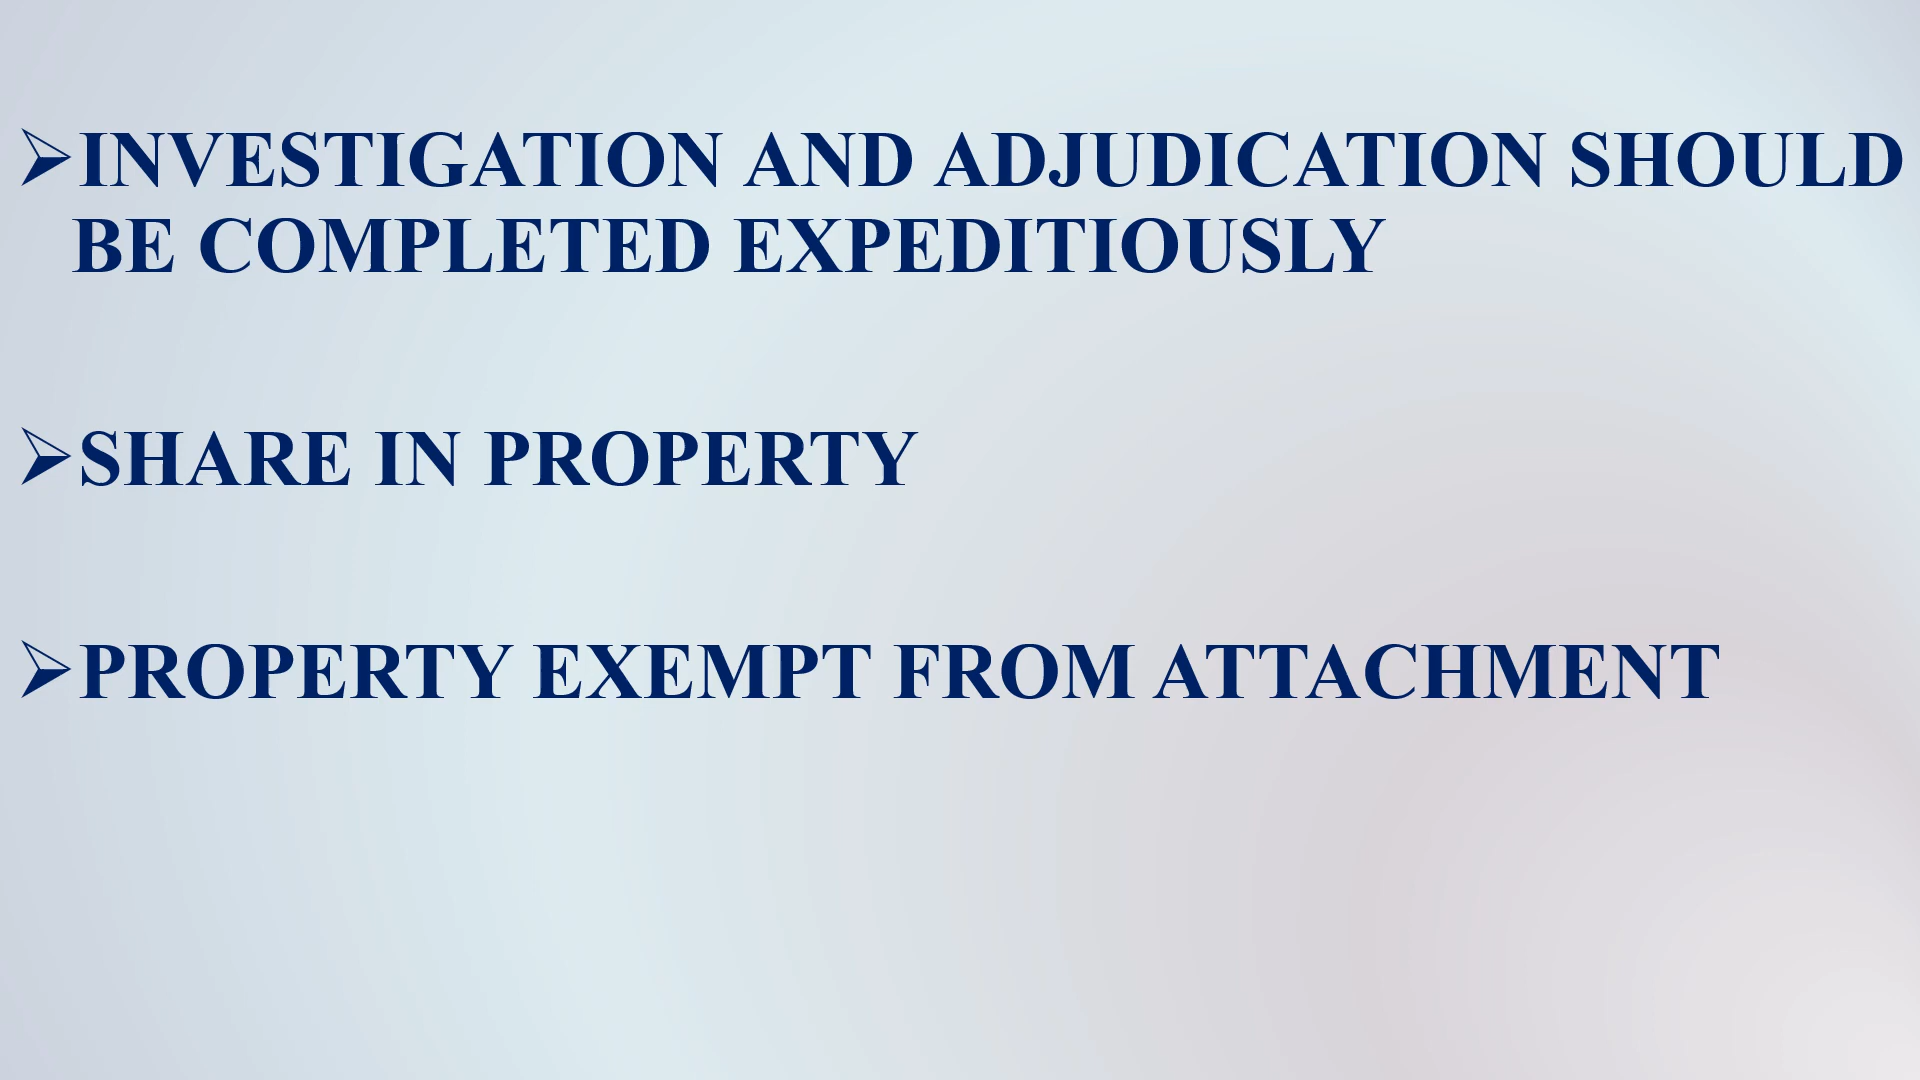 ➢INVESTIGATION AND ADJUDICATION SHOULD
BE COMPLETED EXPEDITIOUSLY
➢SHARE IN PROPERTY
➢PROPERTY EXEMPT FROM ATTACHMENT